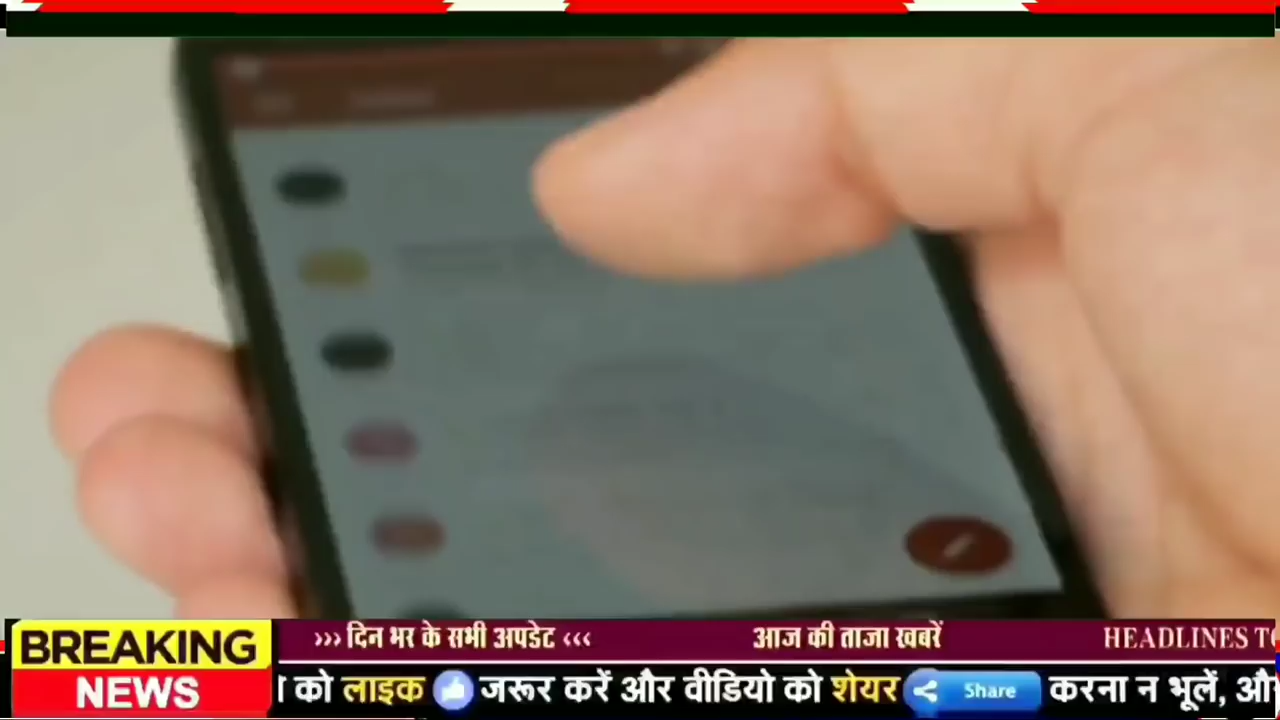 BREAKING
NEWS
››› दिन भर के सभी अपडेट ‹‹‹ आज की ताजा खबरें HEADLINES
को लाइक जरूर करें और वीडियो को शेयर Share करना न भूलें,